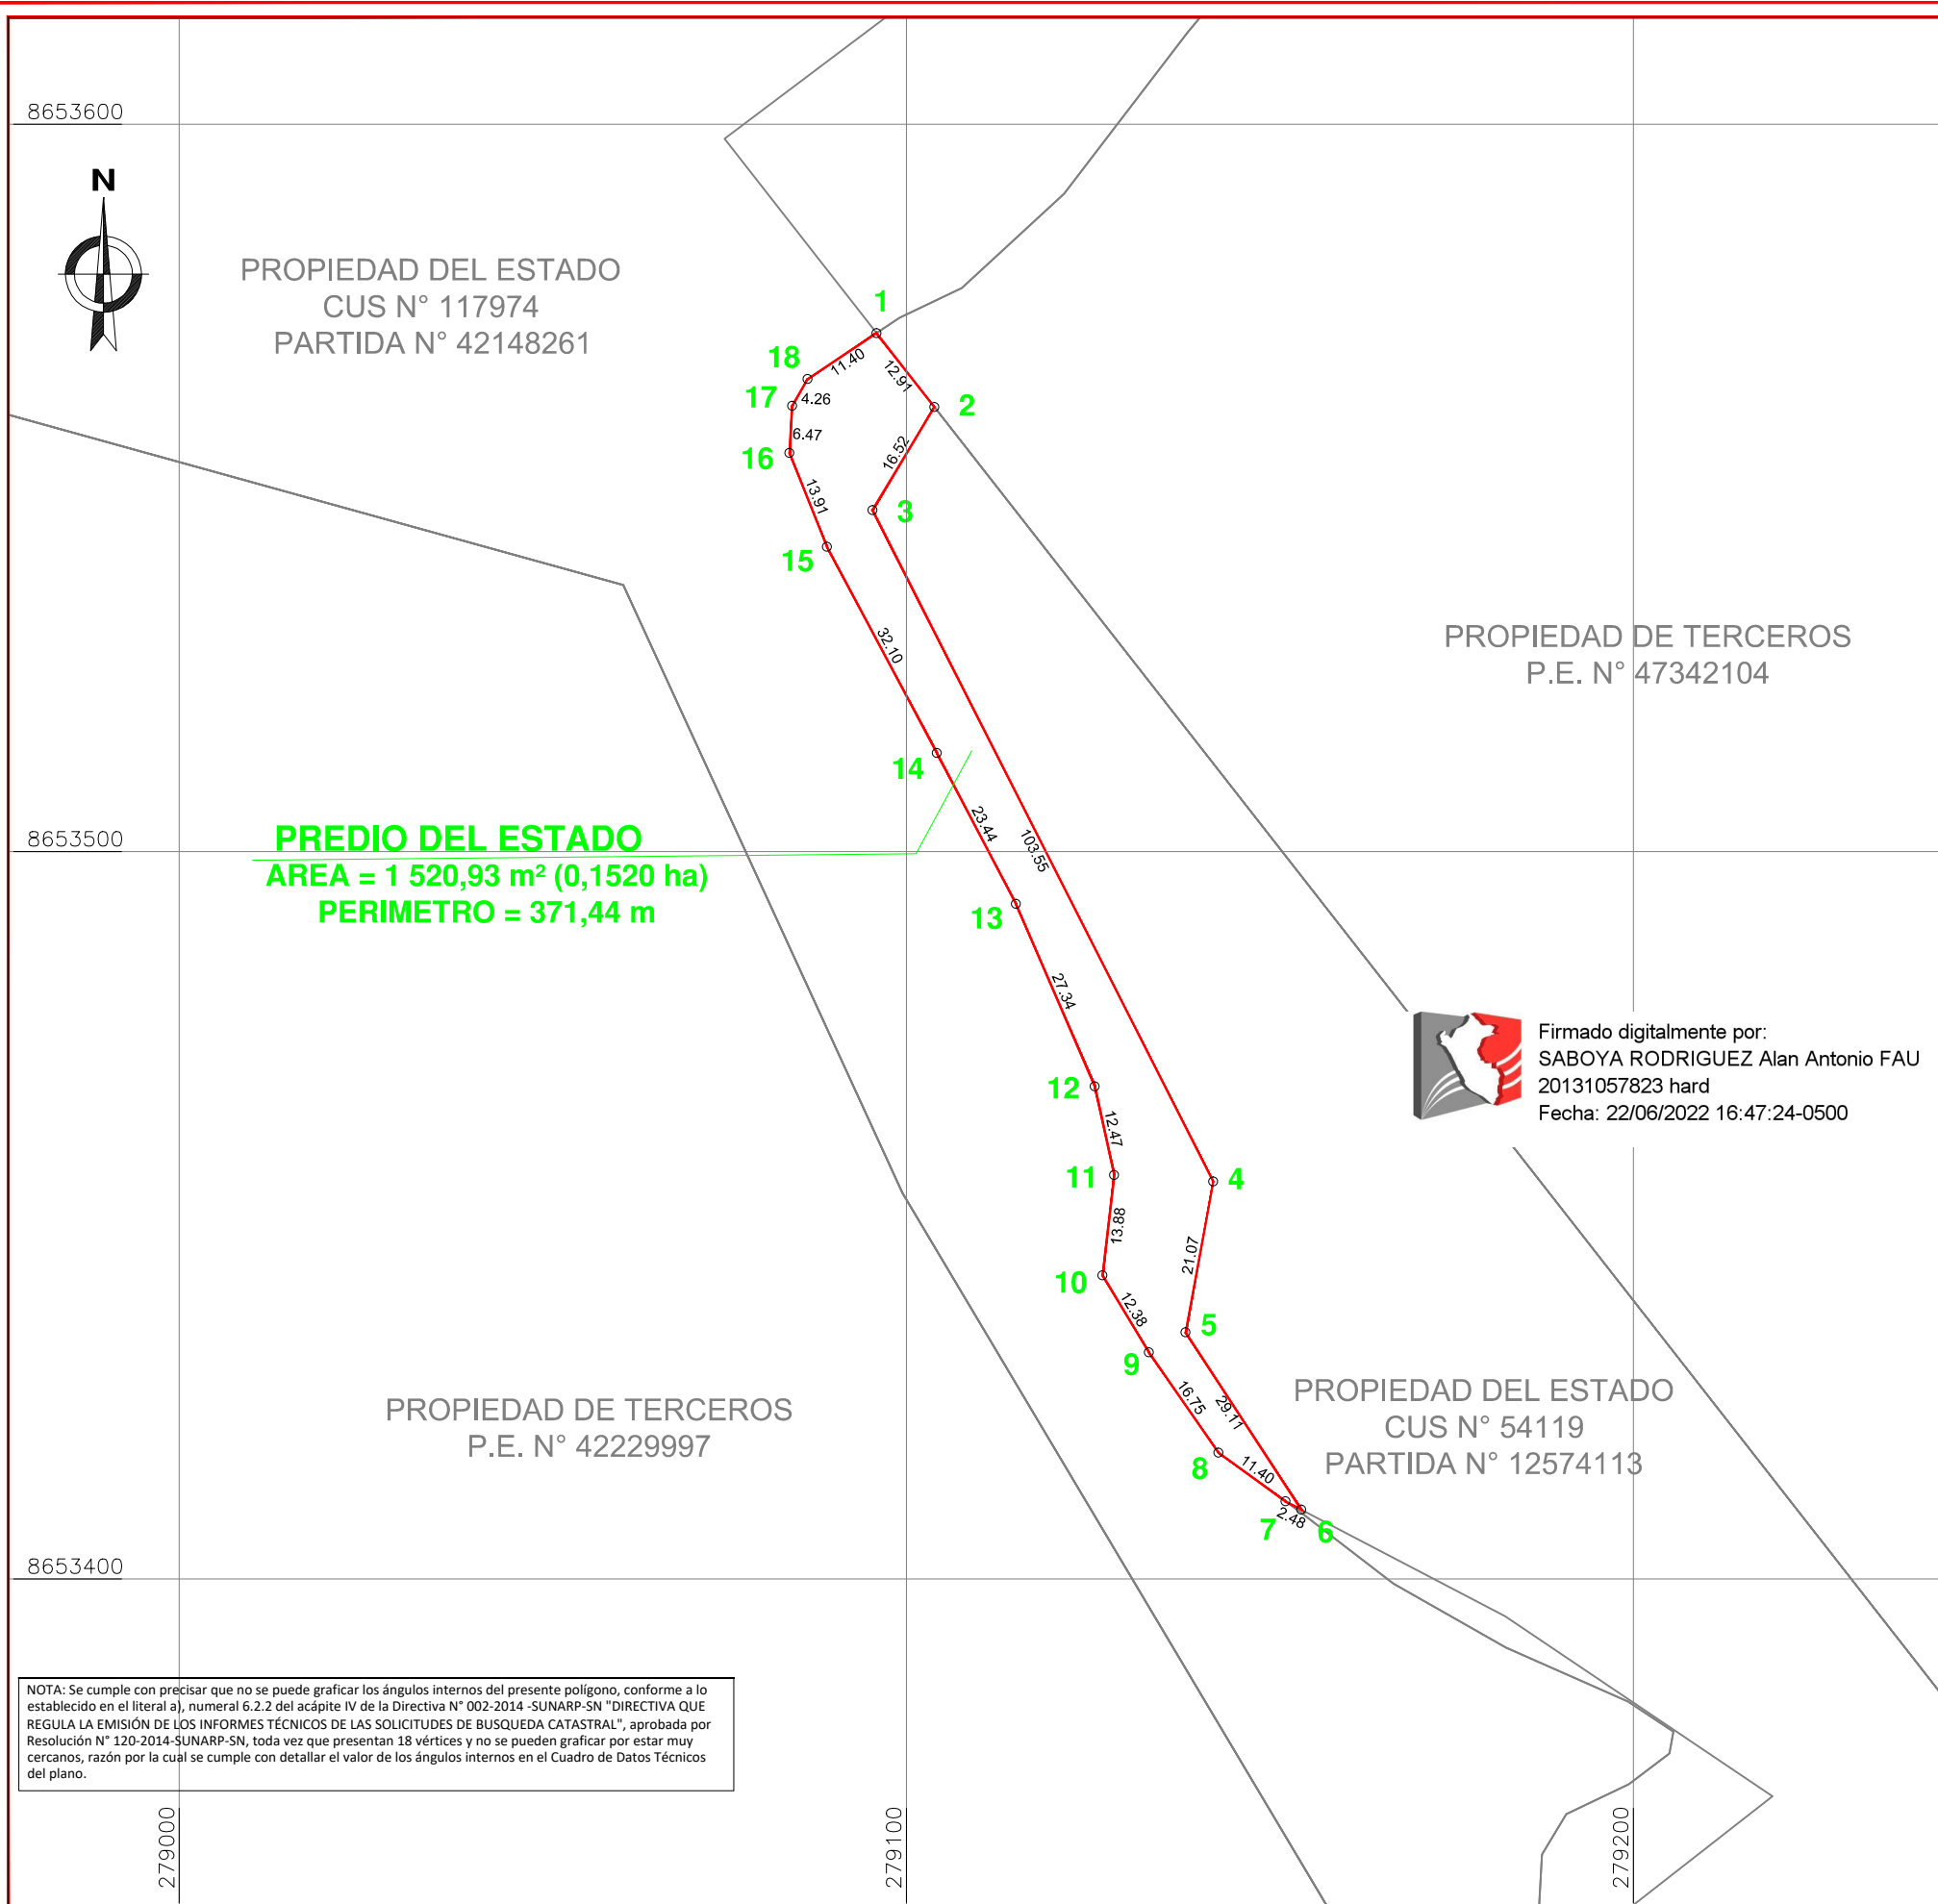 8653600
N
PROPIEDAD DEL ESTADO
CUS N° 117974
PARTIDA N° 42148261
1
18
11.40
12.91
17
4.26
2
6.47
16
16.52
13.91
3
15
32.10
PROPIEDAD DE TERCEROS
P.E. N° 47342104
14
23.44
103.55
8653500
PREDIO DEL ESTADO
AREA = 1 520,93 m² (0,1520 ha)
PERIMETRO = 371,44 m
13
27.34
Firmado digitalmente por:
SABOYA RODRIGUEZ Alan Antonio FAU
20131057823 hard
Fecha: 22/06/2022 16:47:24-0500
12
12.47
11
4
13.88
21.07
10
12.38
5
9
16.75
29.11
PROPIEDAD DE TERCEROS
P.E. N° 42229997
PROPIEDAD DEL ESTADO
CUS N° 54119
PARTIDA N° 12574113
8
11.40
2.48
7
6
8653400
NOTA: Se cumple con precisar que no se puede graficar los ángulos internos del presente polígono, conforme a lo
establecido en el literal a), numeral 6.2.2 del acápite IV de la Directiva N° 002-2014 -SUNARP-SN "DIRECTIVA QUE
REGULA LA EMISIÓN DE LOS INFORMES TÉCNICOS DE LAS SOLICITUDES DE BUSQUEDA CATASTRAL", aprobada por
Resolución N° 120-2014-SUNARP-SN, toda vez que presentan 18 vértices y no se pueden graficar por estar muy
cercanos, razón por la cual se cumple con detallar el valor de los ángulos internos en el Cuadro de Datos Técnicos
del plano.
279000
279100
279200